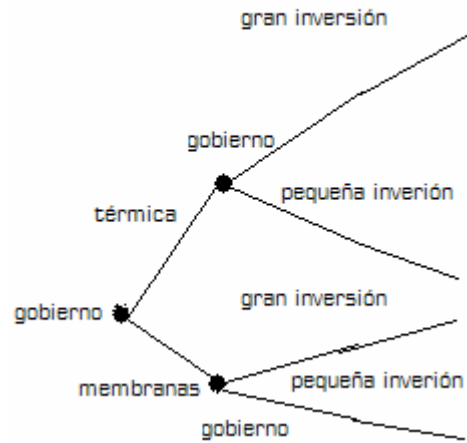 gran inversión
gobierno
pequeña inverión
térmica
gran inversión
gobierno
pequeña inverión
membranas
gobierno